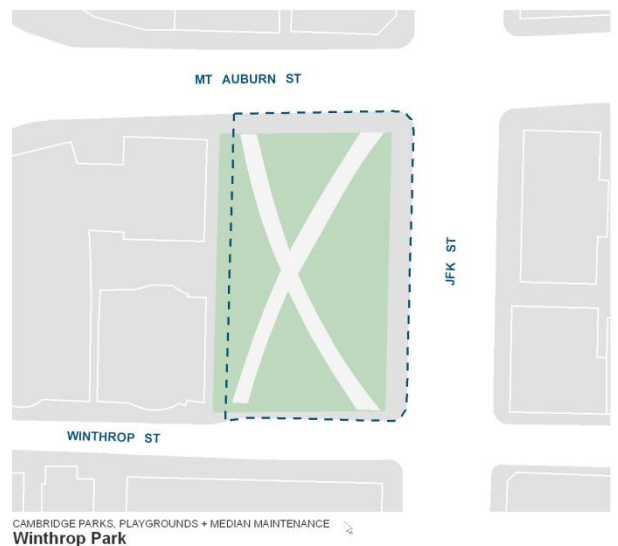 MT AUBURN ST
JFK ST
WINTHROP ST
CAMBRIDGE PARKS, PLAYGROUNDS + MEDIAN MAINTENANCE
Winthrop Park